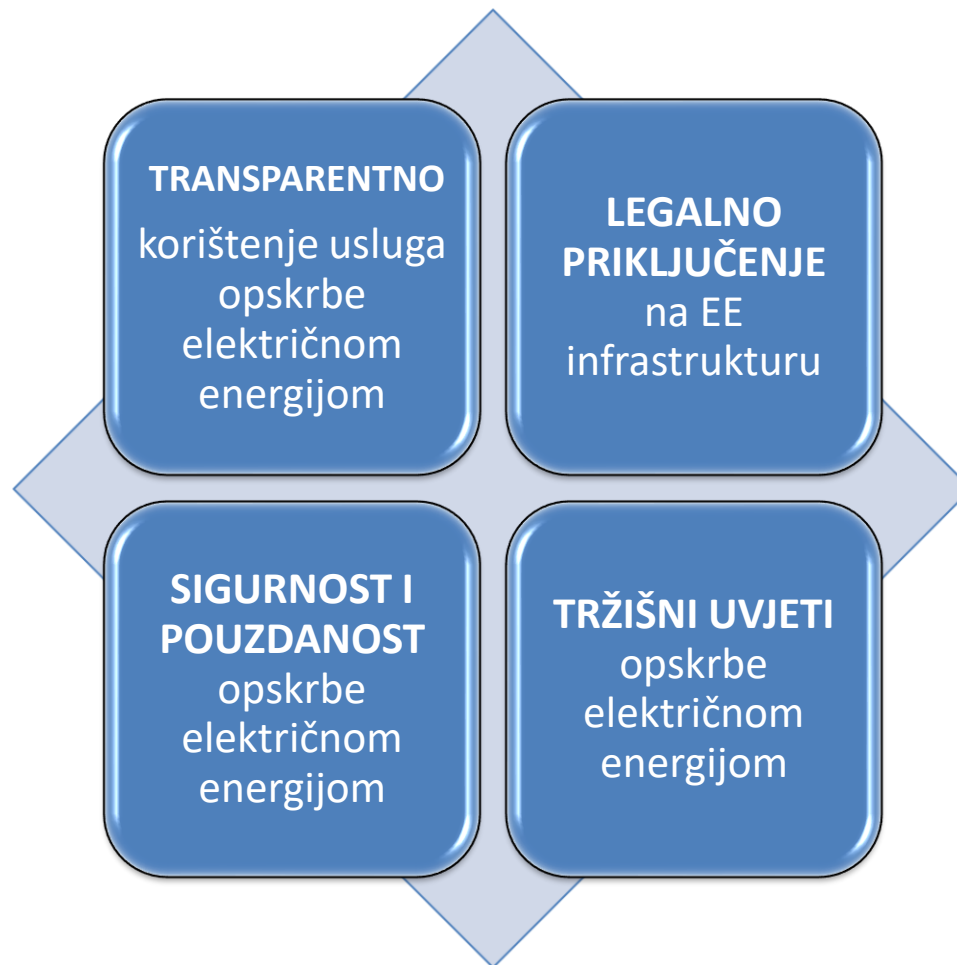 TRANSPARENTNO
korištenje usluga
opskrbe
električnom
energijom
LEGALNO
PRIKLJUČENJE
na EE
infrastrukturu
SIGURNOST I
POUZDANOST
opskrbe
električnom
energijom
TRŽIŠNI UVJETI
opskrbe
električnom
energijom